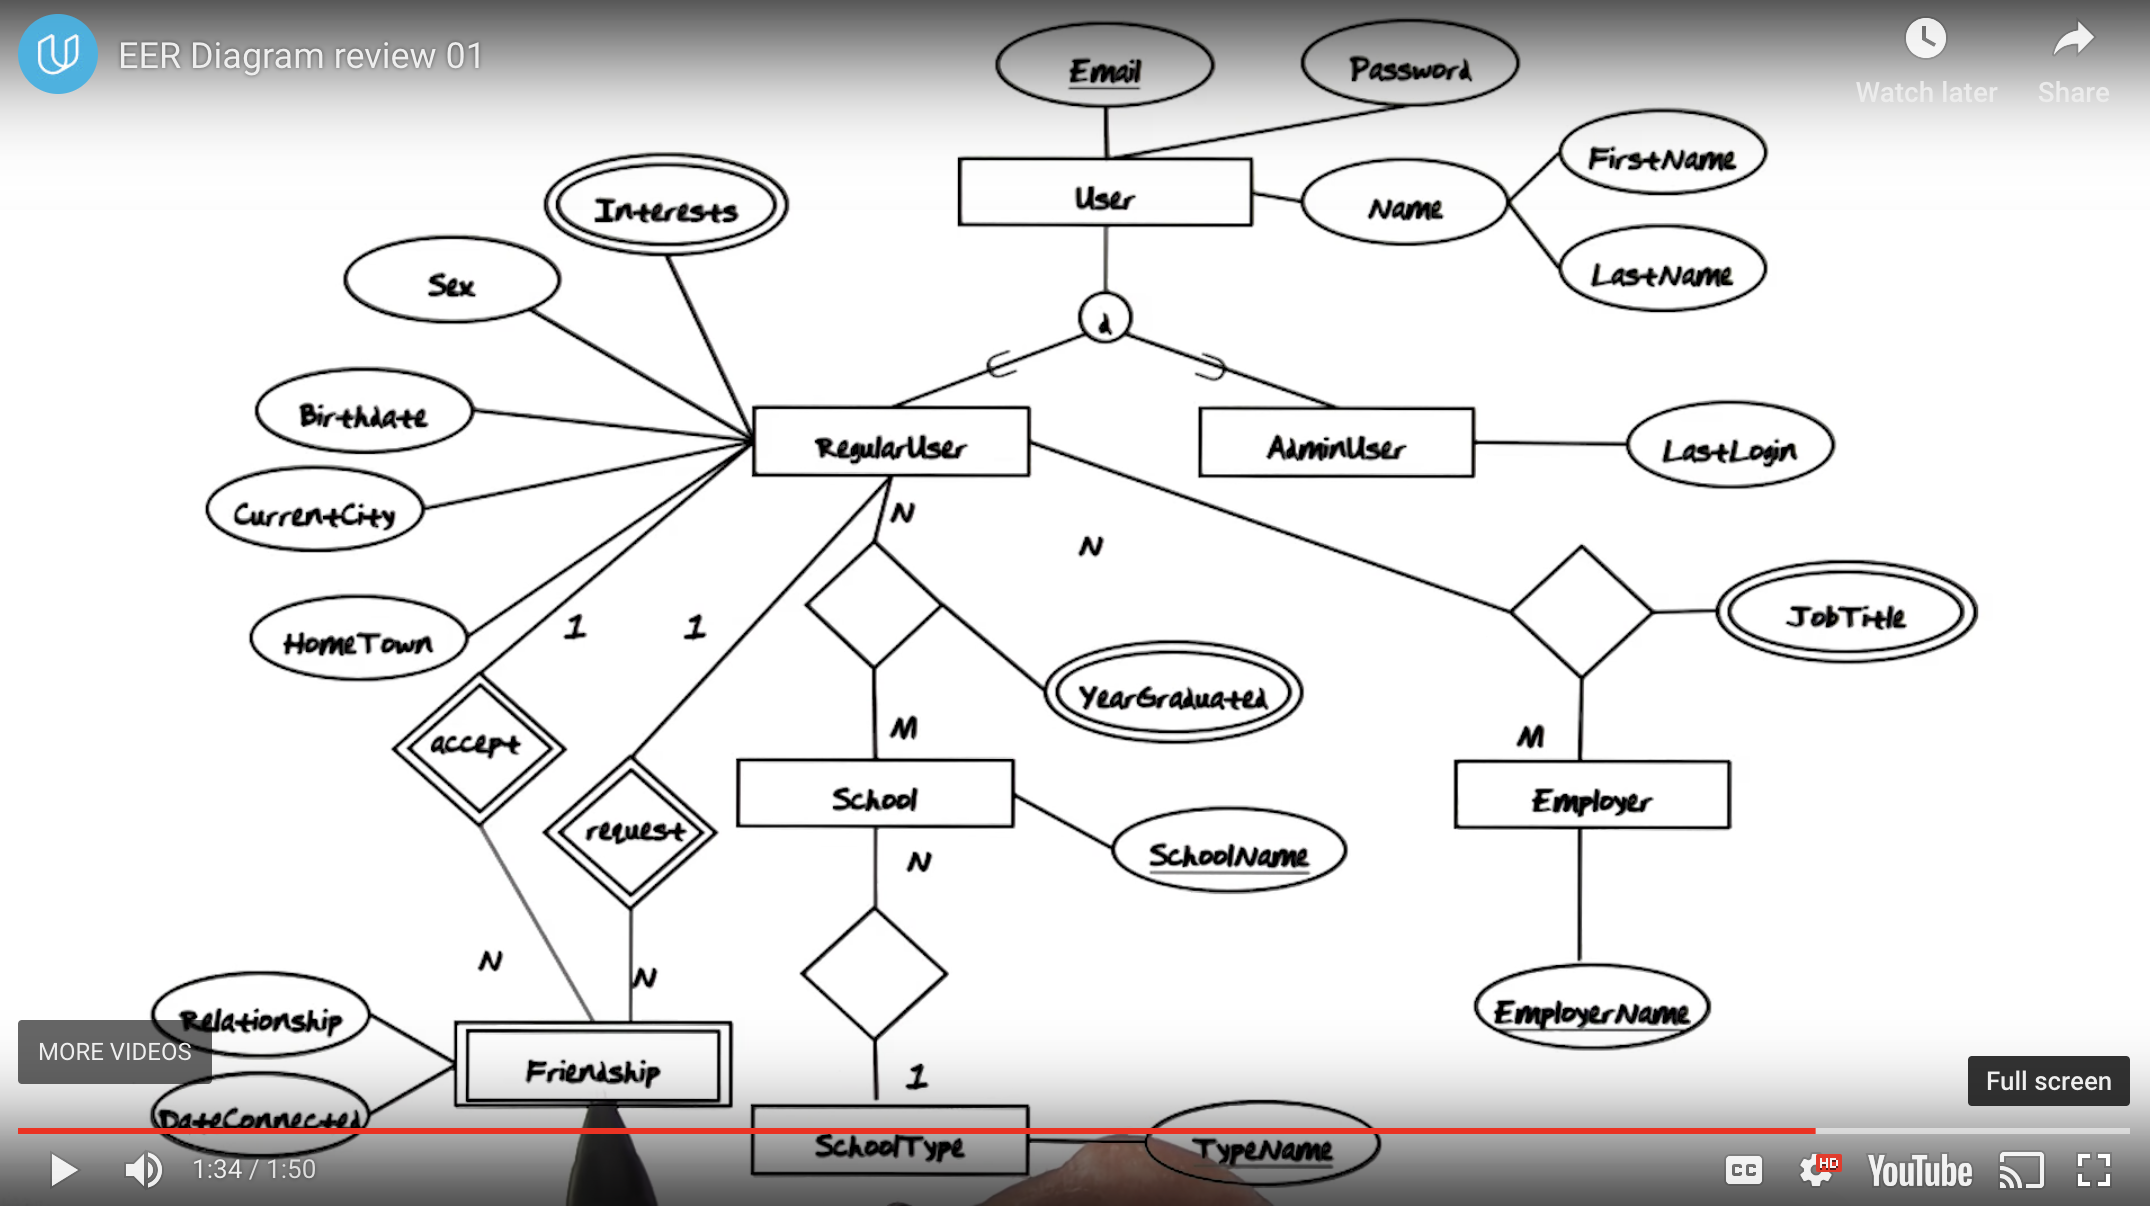 EER Diagram review 01
Watch later
Share
Email
Password
User
Name
FirstName
LastName
Interests
Sex
Birthdate
CurrentCity
HomeTown
d
RegularUser
AdminUser
LastLogin
N
N
1
1
accept
request
YearGraduated
JobTitle
M
M
School
Employer
SchoolName
N
N
N
EmployerName
Relationship
DateConnected
Friendship
1
SchoolType
TypeName
MORE VIDEOS
Full screen
1:34 / 1:50
CC
HD
YouTube